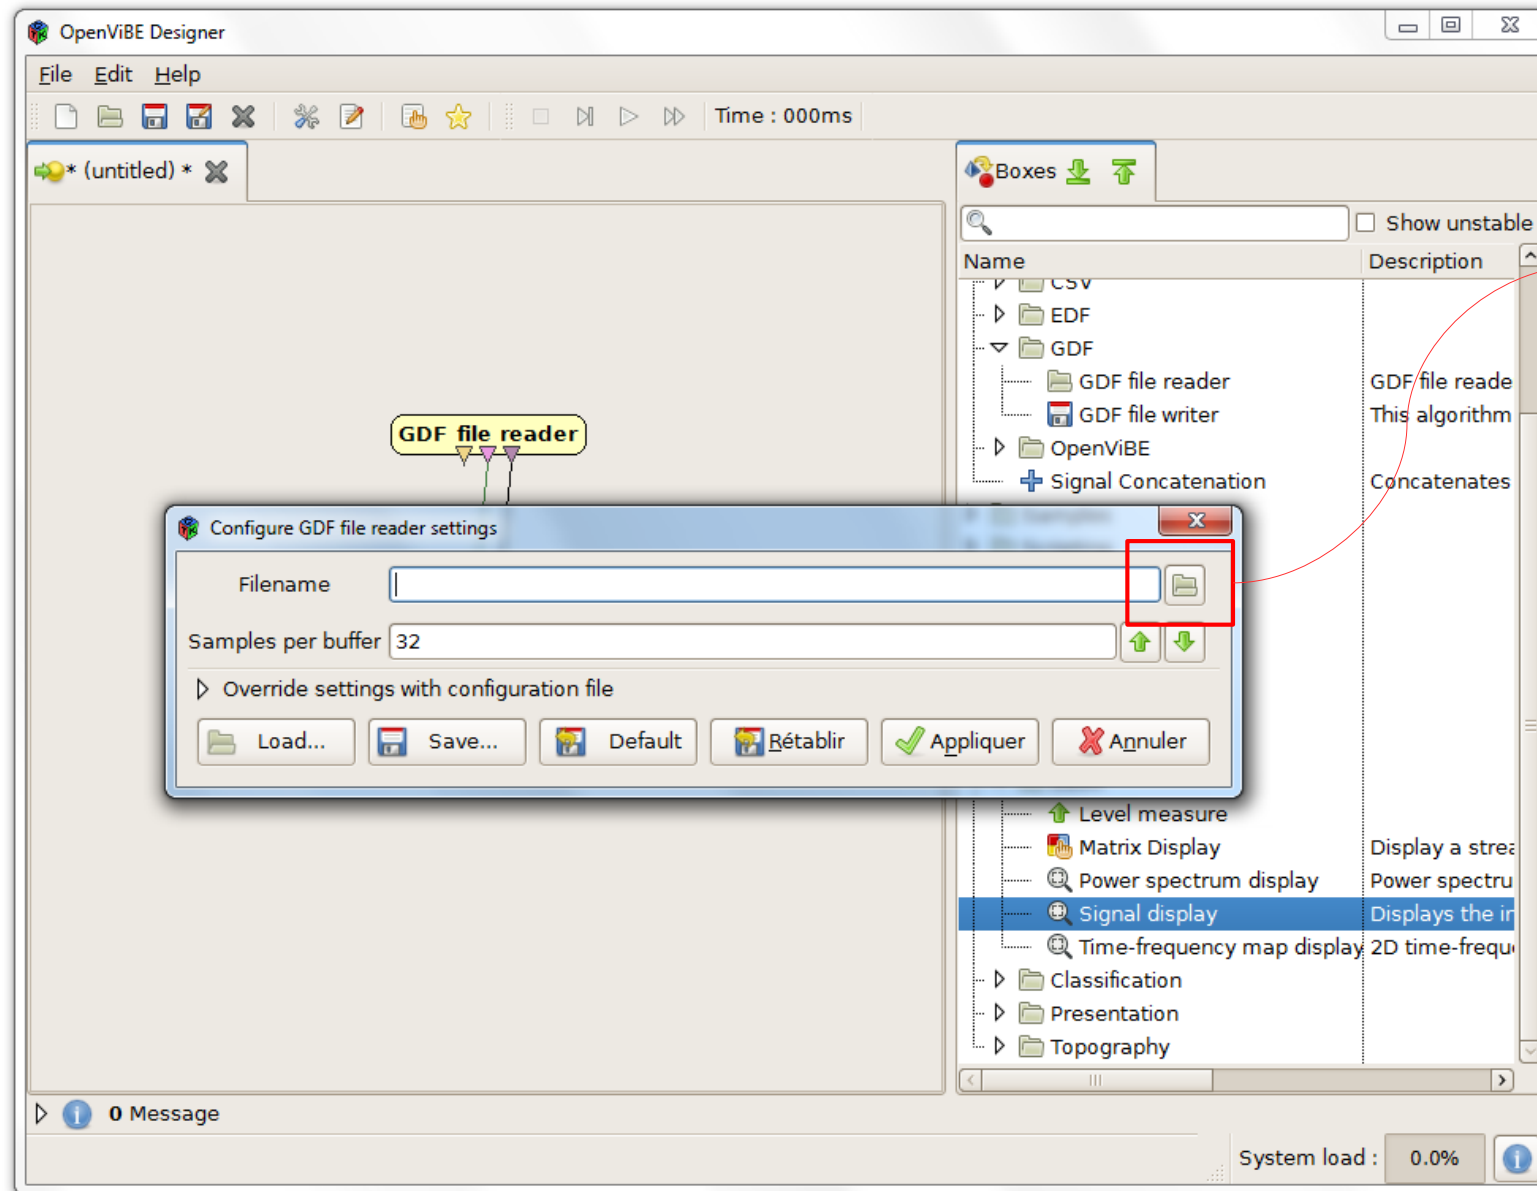 OpenViBE Designer
File Edit Help
Time : 000ms
* (untitled) *
Boxes
Show unstable
Name Description
CSV
EDF
GDF
GDF file reader GDF file reade
GDF file writer This algorithm
OpenViBE
Signal Concatenation Concatenates
GDF file reader
Configure GDF file reader settings
Filename
Samples per buffer 32
Override settings with configuration file
Load... Save... Default Rétablir Appliquer Annuler
Level measure
Matrix Display Display a strea
Power spectrum display Power spectru
Signal display Displays the in
Time-frequency map display 2D time-freque
Classification
Presentation
Topography
0 Message
System load : 0.0%